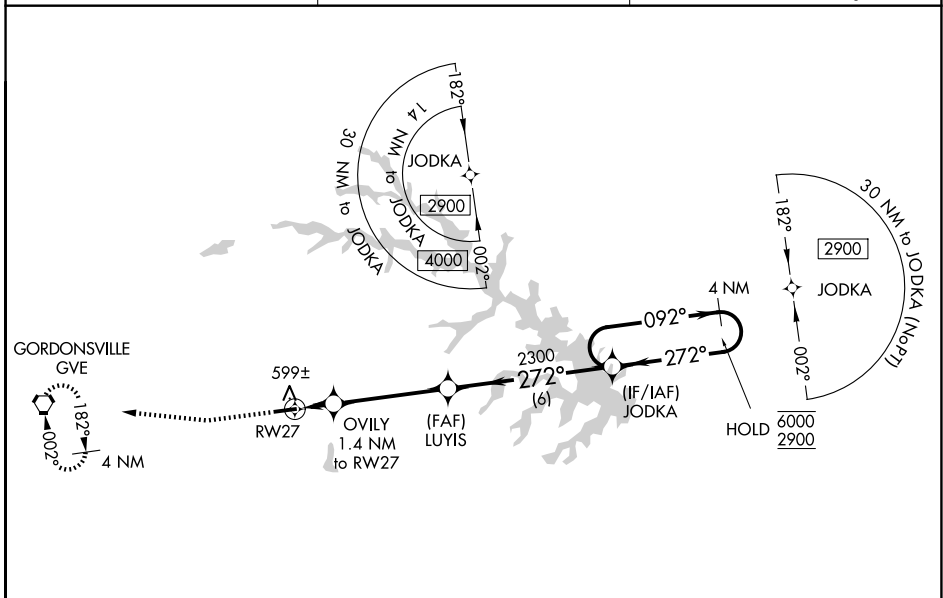 182°
14 NM to JODKA
30 NM to JODKA
JODKA
2900
4000
002°
182°
30 NM to JODKA (NoPT)
2900
JODKA
002°
4 NM
092°
272°
2300
272°
(6)
(IF/IAF)
JODKA
HOLD
6000
2900
GORDONSVILLE
GVE
182°
002°
4 NM
599±
RW27
OVILY
1.4 NM
to RW27
(FAF)
LUYIS